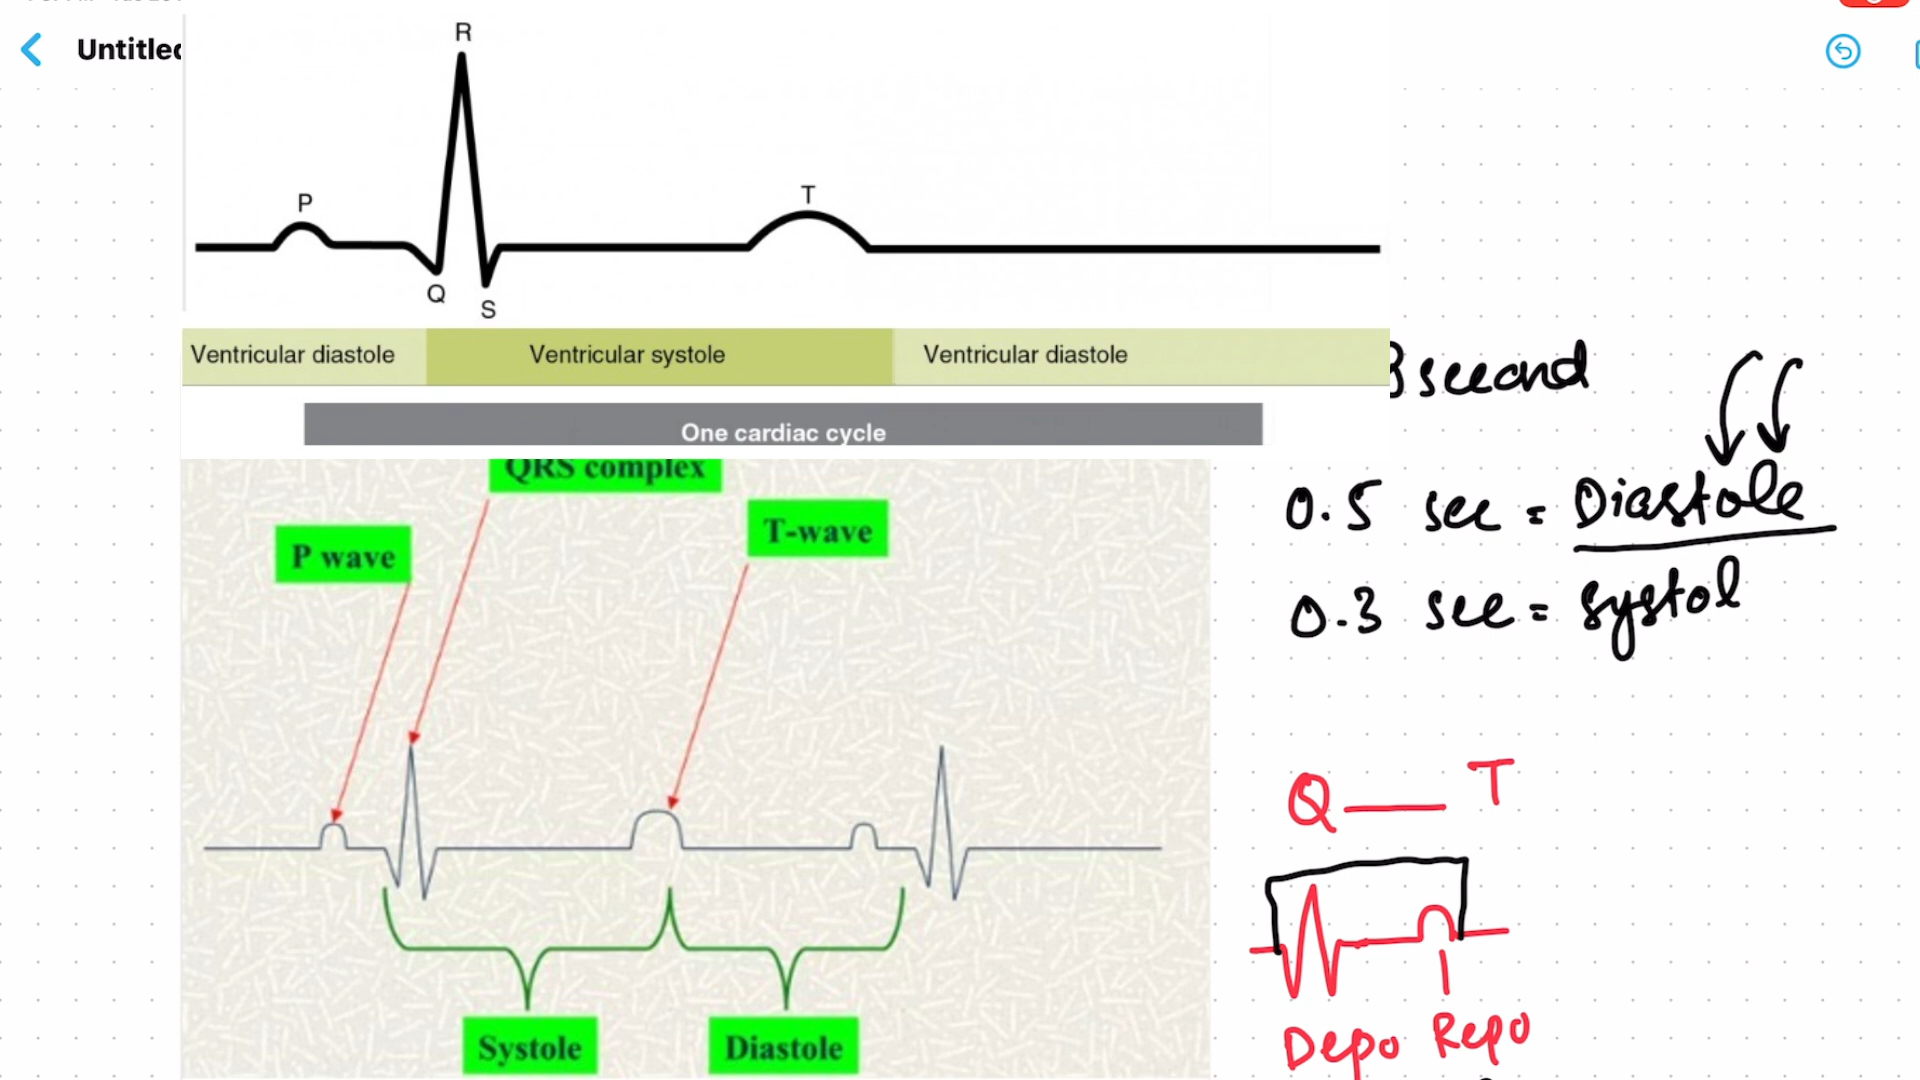 Untitled
R
P
T
Q
S
Ventricular diastole
Ventricular systole
Ventricular diastole
One cardiac cycle
QRS complex
P wave
T-wave
Systole
Diastole
second
0.5 sec = Diastole
0.3 sec = systol
Q — T
Depo Repo